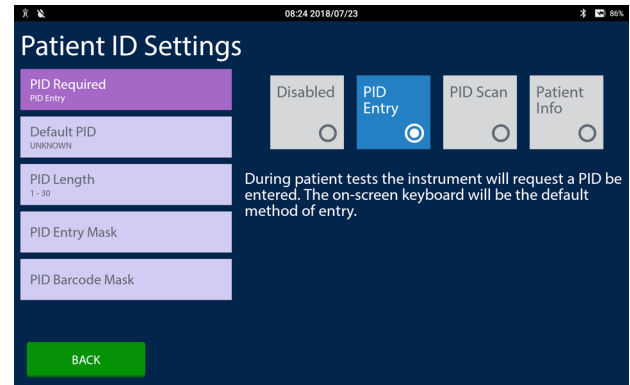 08:24 2018/07/23
86%
Patient ID Settings
PID Required
PID Entry
Default PID
UNKNOWN
PID Length
1 - 30
PID Entry Mask
PID Barcode Mask
BACK
Disabled
PID
Entry
PID Scan
Patient
Info
During patient tests the instrument will request a PID be
entered. The on-screen keyboard will be the default
method of entry.